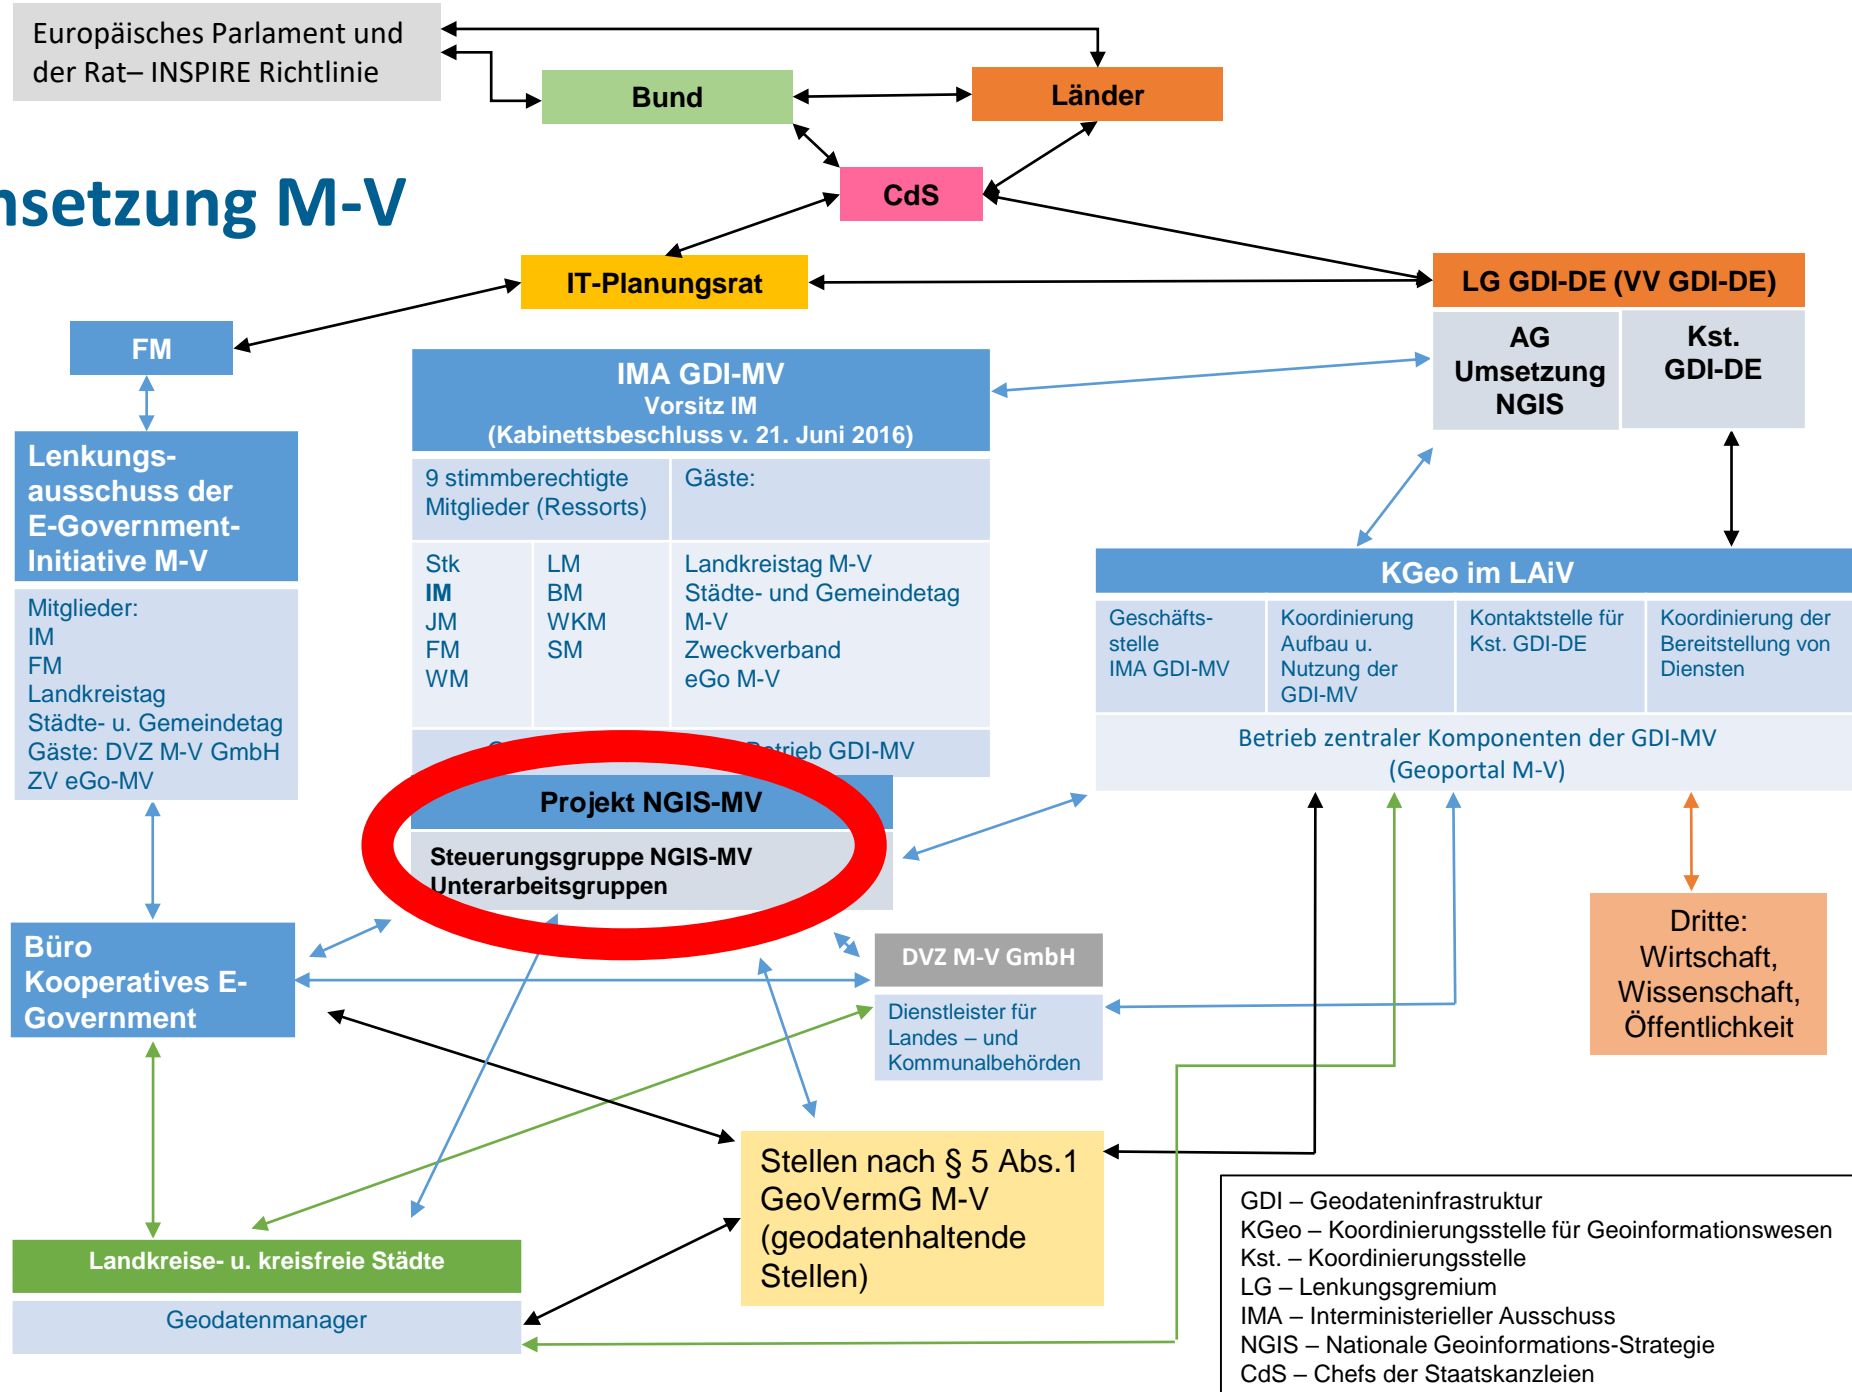 Europäisches Parlament und
der Rat– INSPIRE Richtlinie
Bund
Länder
nsetzung M-V
CdS
IT-Planungsrat
LG GDI-DE (VV GDI-DE)
AG
Umsetzung
NGIS
Kst.
GDI-DE
FM
IMA GDI-MV
Vorsitz IM
(Kabinettsbeschluss v. 21. Juni 2016)
9 stimmberechtigte
Mitglieder (Ressorts)
Gäste:
Stk
IM
JM
FM
WM
LM
BM
WKM
SM
Landkreistag M-V
Städte- und Gemeindetag
M-V
Zweckverband
eGo M-V
Betrieb GDI-MV
Projekt NGIS-MV
Steuerungsgruppe NGIS-MV
Unterarbeitsgruppen
Lenkungs-
ausschuss der
E-Government-
Initiative M-V
Mitglieder:
IM
FM
Landkreistag
Städte- u. Gemeindetag
Gäste: DVZ M-V GmbH
ZV eGo-MV
KGeo im LAiV
Geschäfts-
stelle
IMA GDI-MV
Koordinierung
Aufbau u.
Nutzung der
GDI-MV
Kontaktstelle für
Kst. GDI-DE
Koordinierung der
Bereitstellung von
Diensten
Betrieb zentraler Komponenten der GDI-MV
(Geoportal M-V)
Büro
Kooperatives E-
Government
DVZ M-V GmbH
Dienstleister für
Landes – und
Kommunalbehörden
Dritte:
Wirtschaft,
Wissenschaft,
Öffentlichkeit
Stellen nach § 5 Abs.1
GeoVermG M-V
(geodatenhaltende
Stellen)
Landkreise- u. kreisfreie Städte
Geodatenmanager
GDI – Geodateninfrastruktur
KGeo – Koordinierungsstelle für Geoinformationswesen
Kst. – Koordinierungsstelle
LG – Lenkungsgremium
IMA – Interministerieller Ausschuss
NGIS – Nationale Geoinformations-Strategie
CdS – Chefs der Staatskanzleien